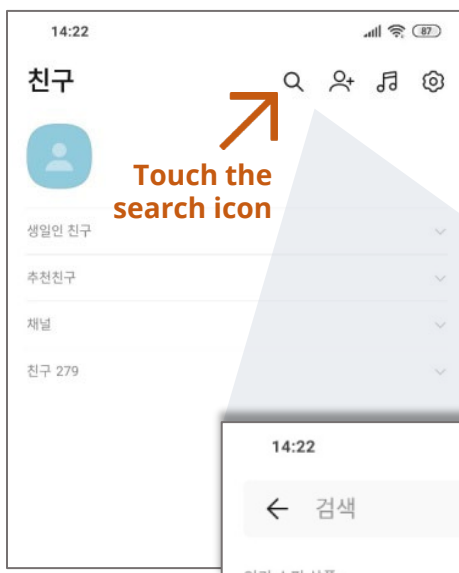 14:22
87
친구
Touch the
search icon
생일인 친구
추천친구
채널
친구 279
14:22
검색